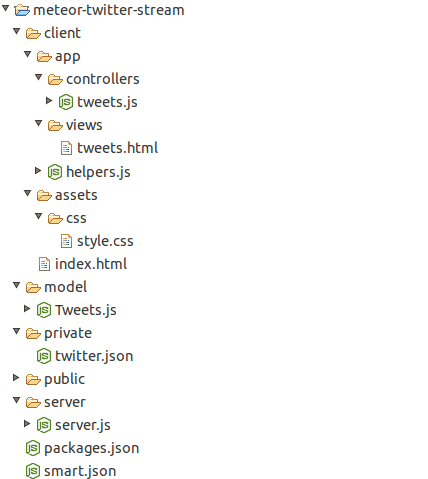 meteor-twitter-stream
client
app
controllers
tweets.js
views
tweets.html
helpers.js
assets
css
style.css
index.html
model
Tweets.js
private
twitter.json
public
server
server.js
packages.json
smart.json